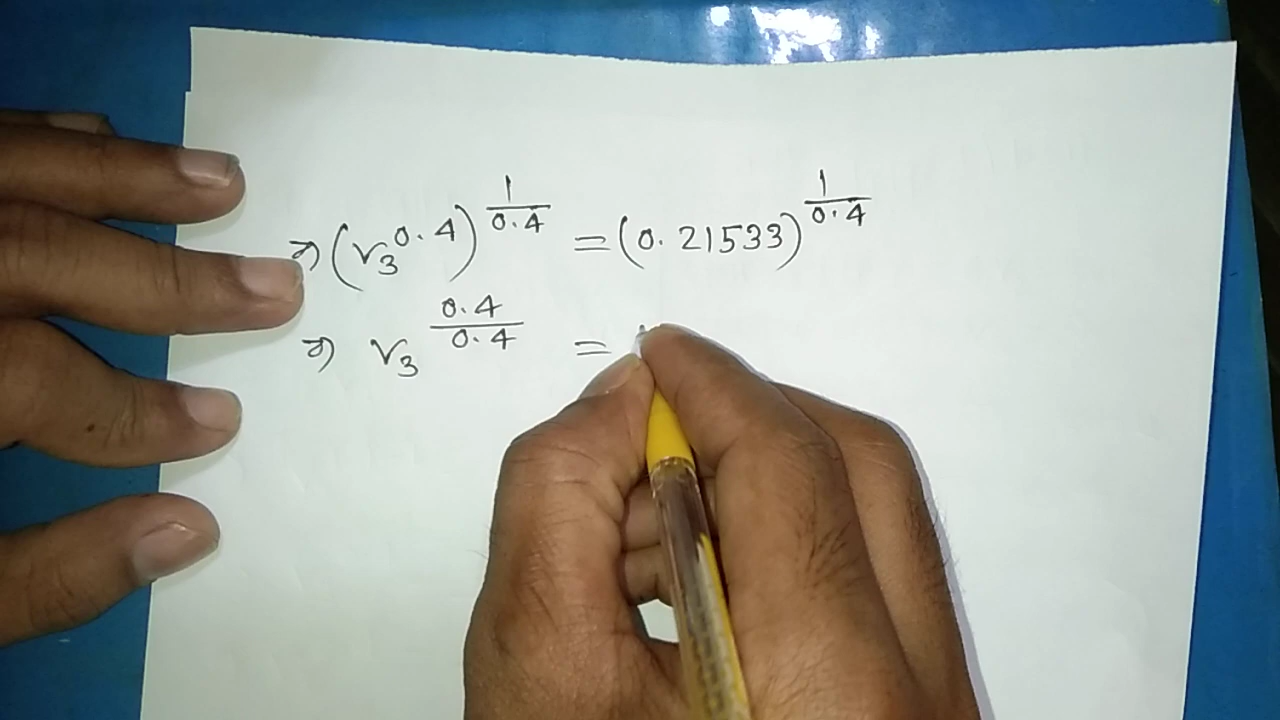 ⇒ (v₃^0.4)^(1/0.4) = (0.21533)^(1/0.4)
⇒ v₃^(0.4/0.4) =